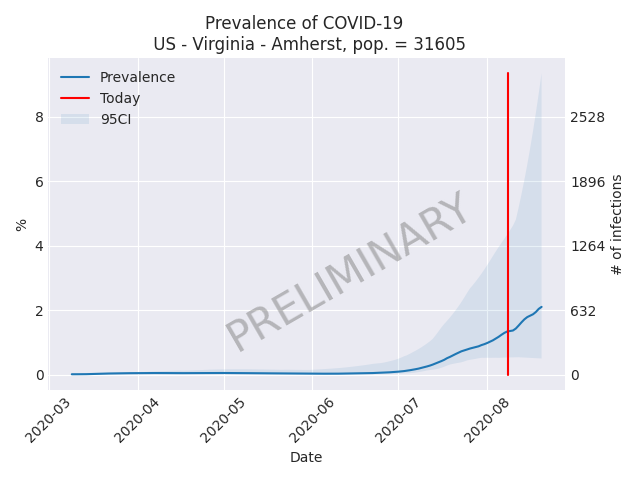 Prevalence of COVID-19
US - Virginia - Amherst, pop. = 31605
Prevalence
Today
95CI
8
6
4
2
0
%
2528
1896
1264
632
0
# of infections
PRELIMINARY
2020-03
2020-04
2020-05
2020-06
2020-07
2020-08
Date